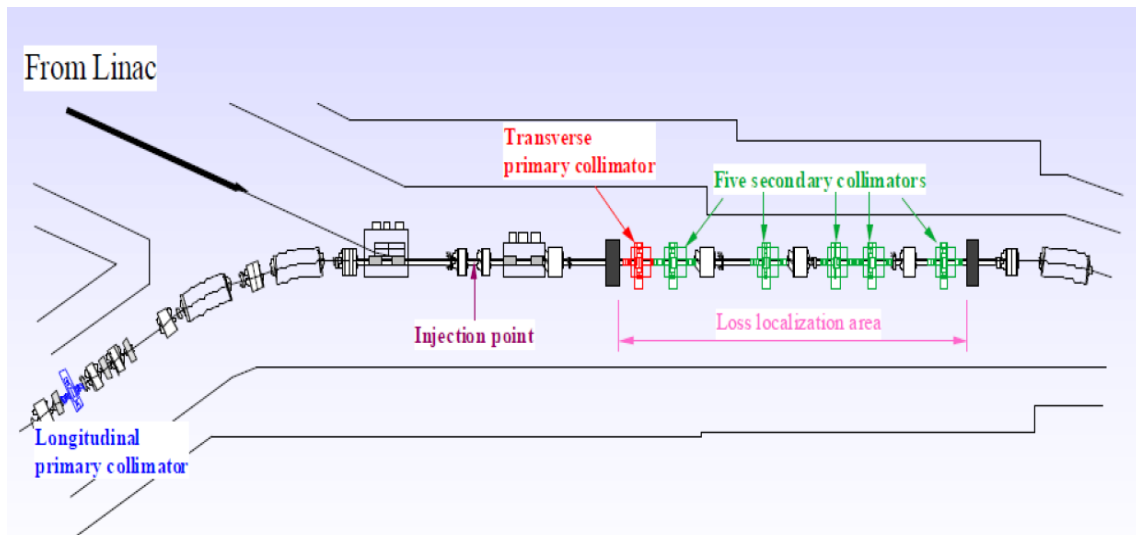 From Linac
Transverse
primary collimator
Five secondary collimators
Injection point
Loss localization area
Longitudinal
primary collimator